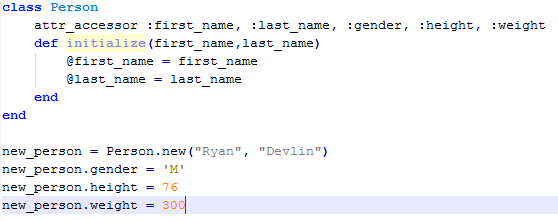 class Person
    attr_accessor :first_name, :last_name, :gender, :height, :weight
    def initialize(first_name,last_name)
        @first_name = first_name
        @last_name = last_name
    end
end

new_person = Person.new("Ryan", "Devlin")
new_person.gender = 'M'
new_person.height = 76
new_person.weight = 300